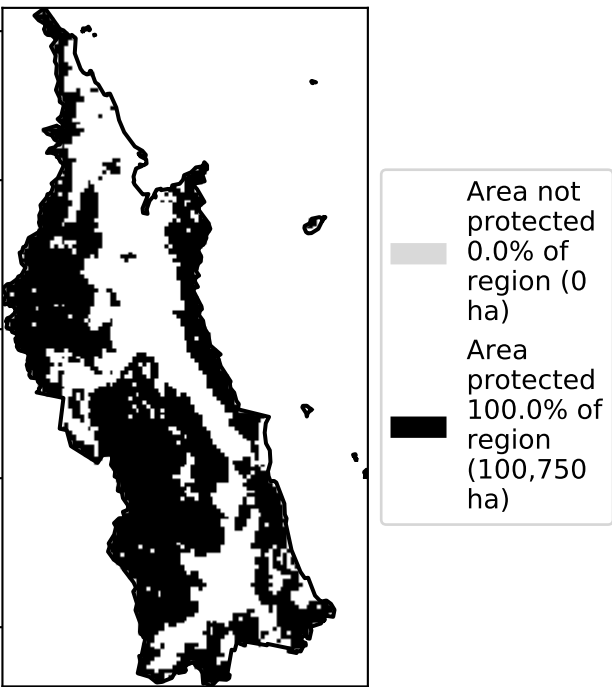 Area not
protected
0.0% of
region (0
ha)
Area
protected
100.0% of
region
(100,750
ha)